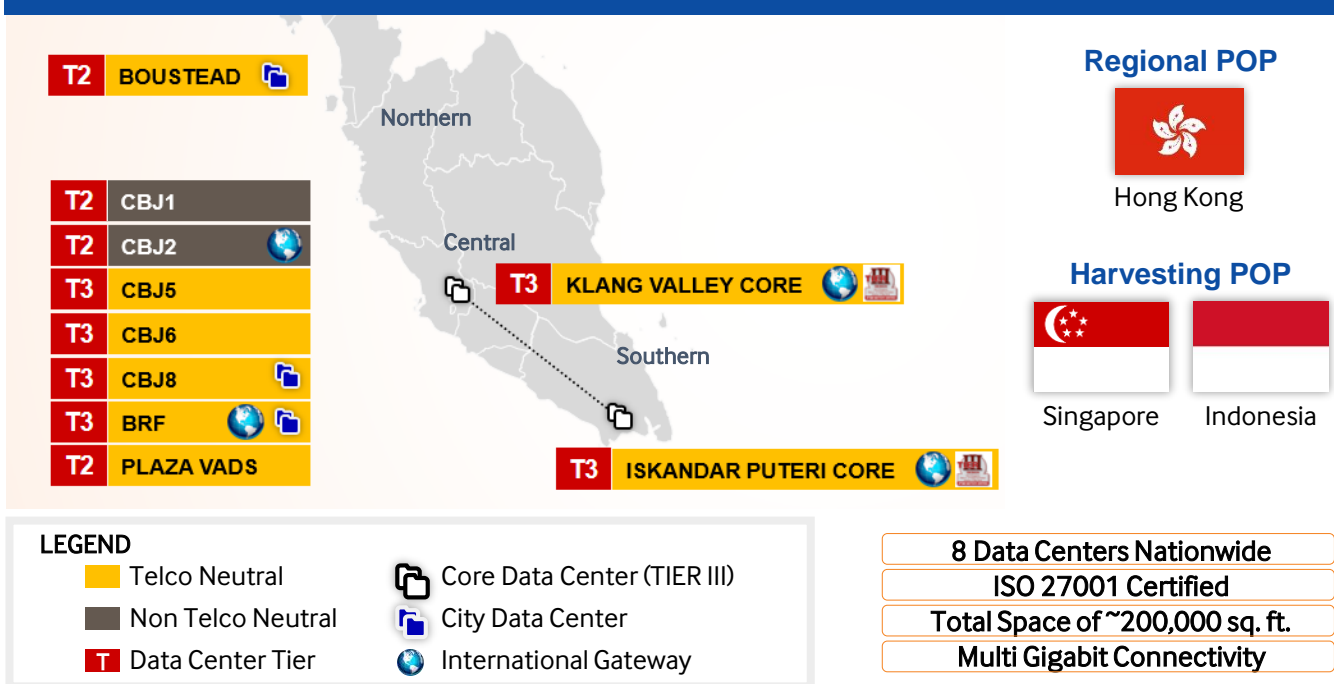 T2 BOUSTEAD
Northern
Regional POP
Hong Kong
T2 CBJ1
T2 CBJ2
T3 CBJ5
T3 CBJ6
T3 CBJ8
T3 BRF
T2 PLAZA VADS
Central
T3 KLANG VALLEY CORE
Southern
T3 ISKANDAR PUTERI CORE
Harvesting POP
Singapore Indonesia
LEGEND
Telco Neutral
Non Telco Neutral
T Data Center Tier
Core Data Center (TIER III)
City Data Center
International Gateway
8 Data Centers Nationwide
ISO 27001 Certified
Total Space of ~200,000 sq. ft.
Multi Gigabit Connectivity